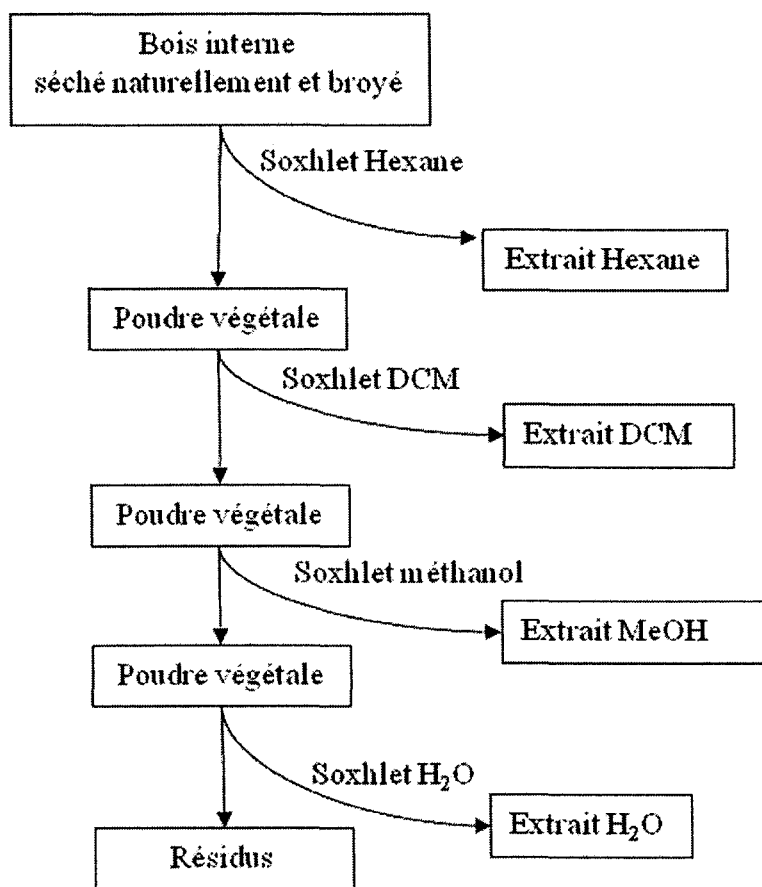 Bois interne
séché naturellement et broyé
Soxhlet Hexane
Extrait Hexane
Poudre végétale
Soxhlet DCM
Extrait DCM
Poudre végétale
Soxhlet méthanol
Extrait MeOH
Poudre végétale
Soxhlet H₂O
Extrait H₂O
Résidus